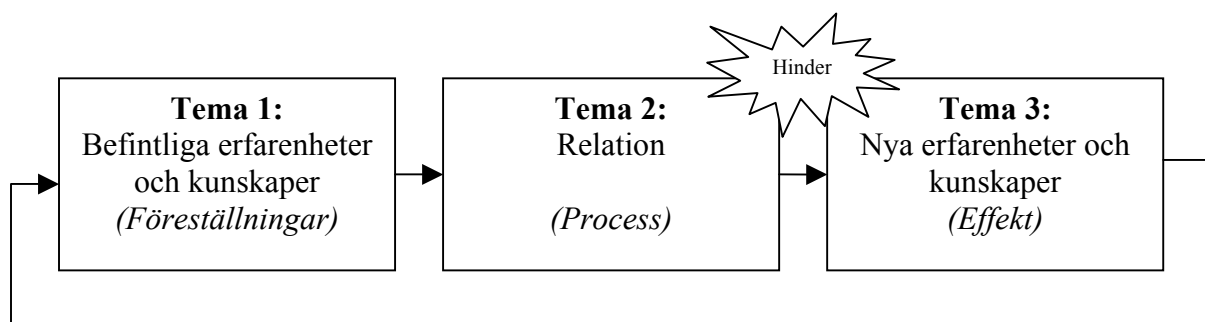 Hinder
Tema 1:
Befintliga erfarenheter
och kunskaper
(Föreställningar)
Tema 2:
Relation
(Process)
Tema 3:
Nya erfarenheter och
kunskaper
(Effekt)